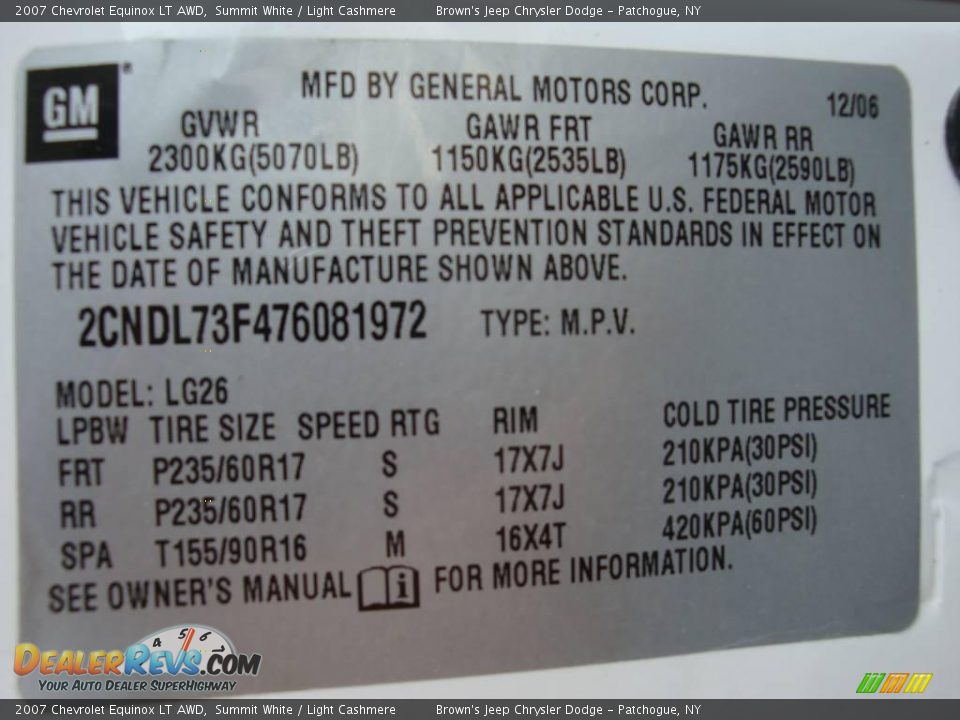 2007 Chevrolet Equinox LT AWD, Summit White / Light Cashmere Brown's Jeep Chrysler Dodge - Patchogue, NY
GM ®
MFD BY GENERAL MOTORS CORP. 12/06
GVWR GAWR FRT GAWR RR
2300KG(5070LB) 1150KG(2535LB) 1175KG(2590LB)
THIS VEHICLE CONFORMS TO ALL APPLICABLE U.S. FEDERAL MOTOR
VEHICLE SAFETY AND THEFT PREVENTION STANDARDS IN EFFECT ON
THE DATE OF MANUFACTURE SHOWN ABOVE.
2CNDL73F476081972 TYPE: M.P.V.
MODEL: LG26
LPBW TIRE SIZE SPEED RTG RIM COLD TIRE PRESSURE
FRT P235/60R17 S 17X7J 210KPA(30PSI)
RR P235/60R17 S 17X7J 210KPA(30PSI)
SPA T155/90R16 M 16X4T 420KPA(60PSI)
SEE OWNER'S MANUAL i FOR MORE INFORMATION.
4 5 6 7
DEALERREVS.COM
YOUR AUTO DEALER SUPERHIGHWAY
2007 Chevrolet Equinox LT AWD, Summit White / Light Cashmere Brown's Jeep Chrysler Dodge - Patchogue, NY